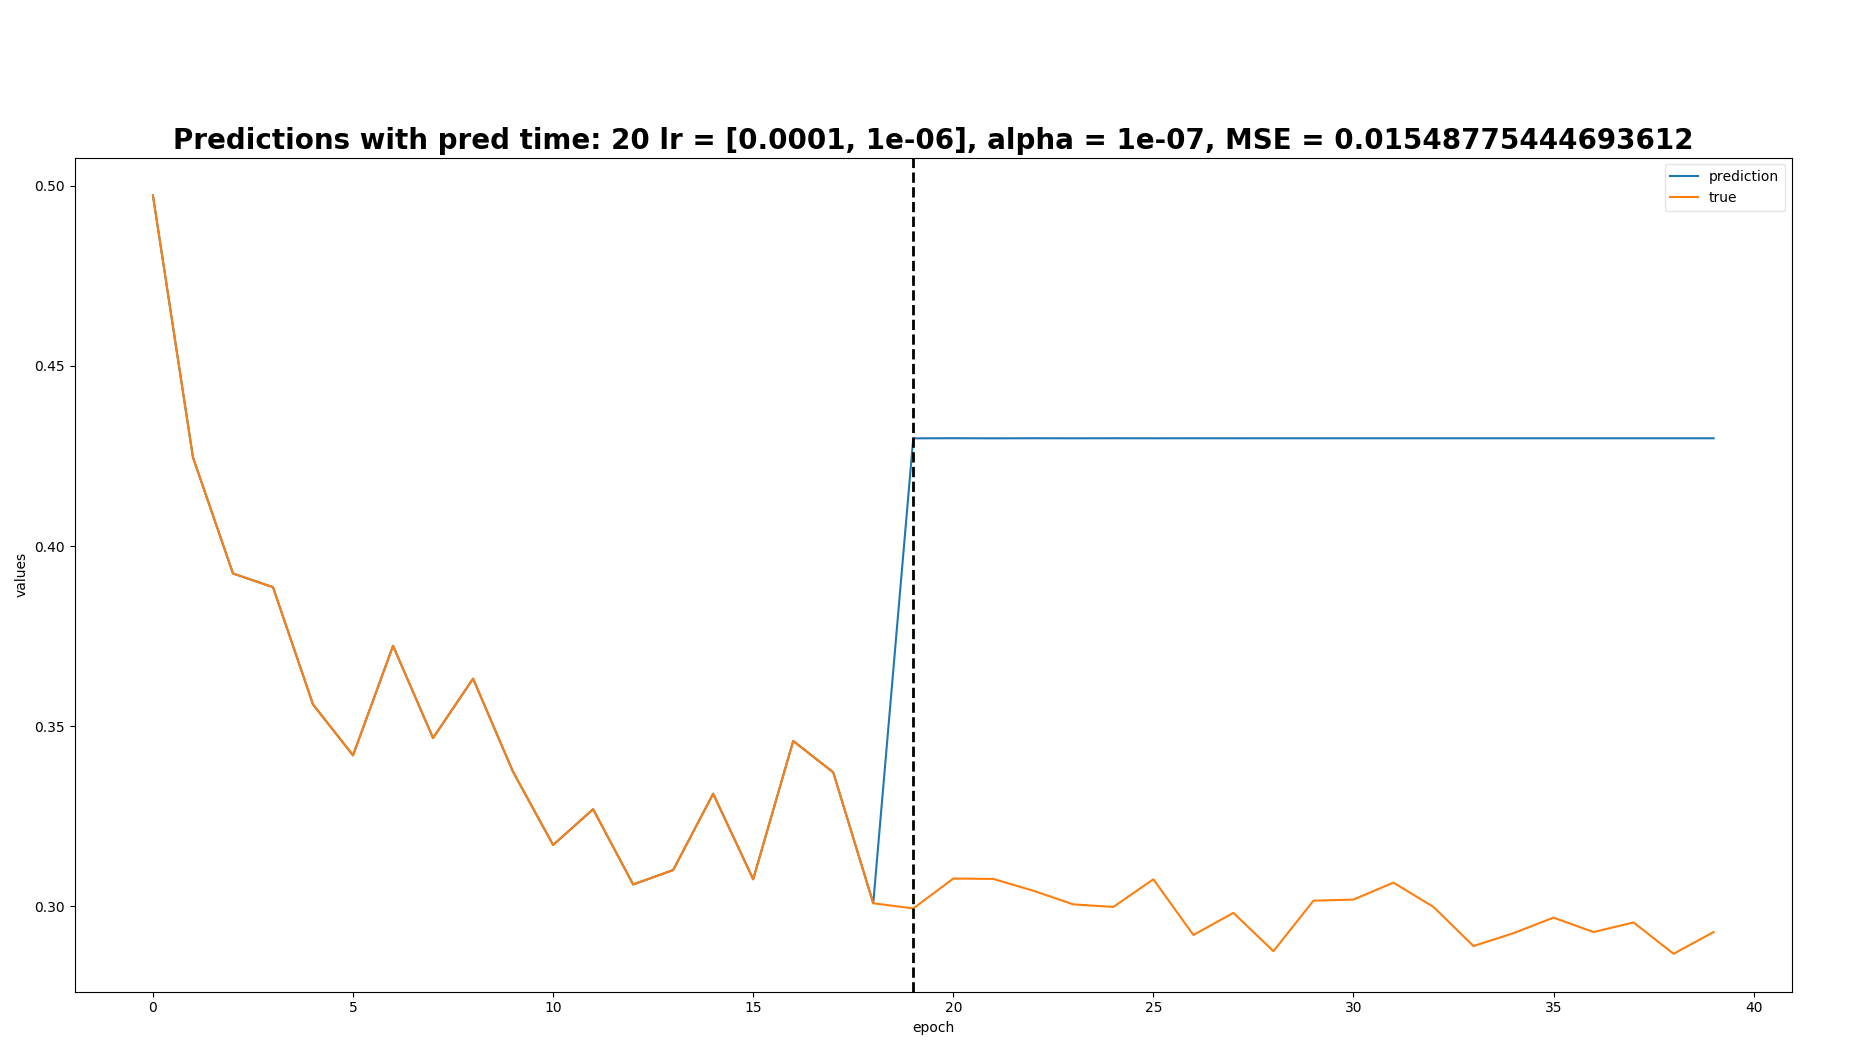 Predictions with pred time: 20 lr = [0.0001, 1e-06], alpha = 1e-07, MSE = 0.01548775444693612
prediction
true
0.50
0.45
0.40
0.35
0.30
values
0 5 10 15 20 25 30 35 40
epoch